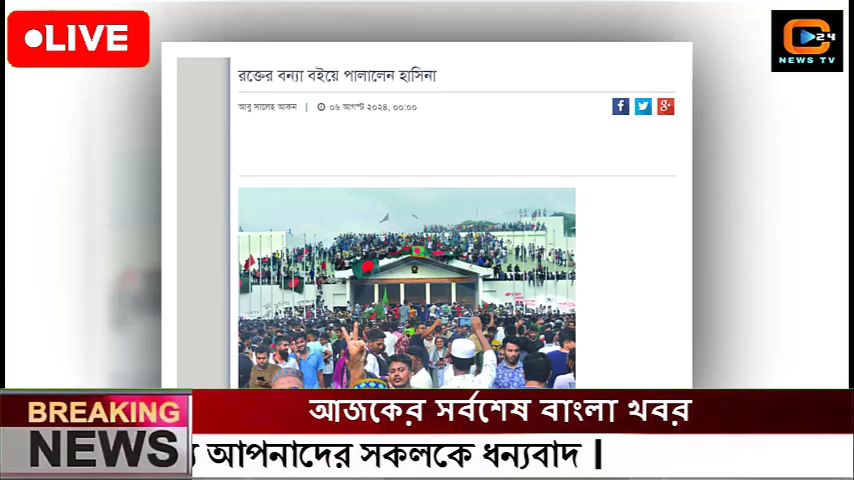 LIVE
C 24
NEWS TV
রক্তের বন্যা বইয়ে পালালেন হাসিনা
আবু সালেহ আকন | ০৬ আগস্ট ২০২৪, ০০:০০
BREAKING
NEWS
আজকের সর্বশেষ বাংলা খবর
আপনাদের সকলকে ধন্যবাদ |